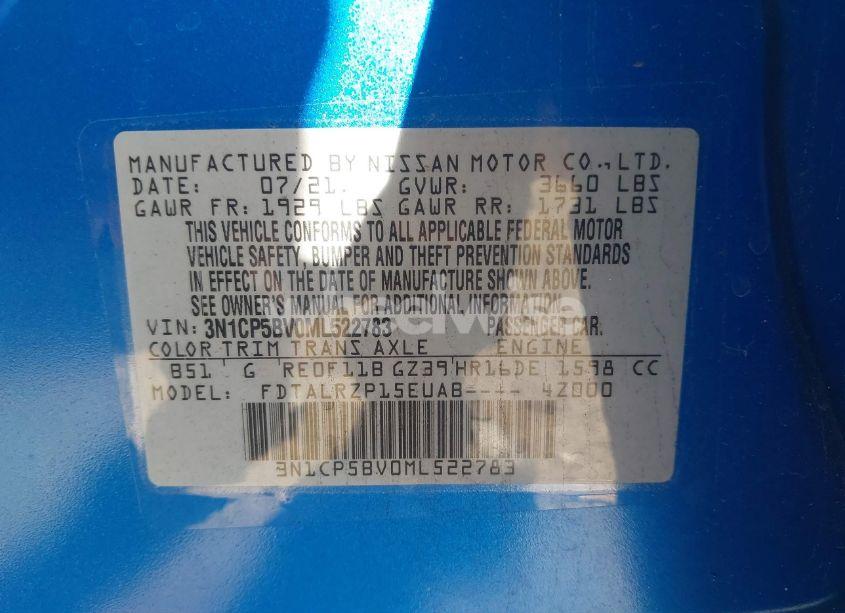 MANUFACTURED BY NISSAN MOTOR CO., LTD.
DATE: 07/21. GVWR: 3660 LBS
GAWR FR: 1929 LBS GAWR RR: 1731 LBS
THIS VEHICLE CONFORMS TO ALL APPLICABLE FEDERAL MOTOR
VEHICLE SAFETY, BUMPER AND THEFT PREVENTION STANDARDS
IN EFFECT ON THE DATE OF MANUFACTURE SHOWN ABOVE.
SEE OWNER'S MANUAL FOR ADDITIONAL INFORMATION.
VIN: 3N1CP5BV0ML522783 PASSENGER CAR.
COLOR TRIM TRANS AXLE ENGINE
B51 G RE0F11B GZ39 HR16DE 1598 CC
MODEL: FDTALRZP15EUAB---- 4Z000
3N1CP5BV0ML522783